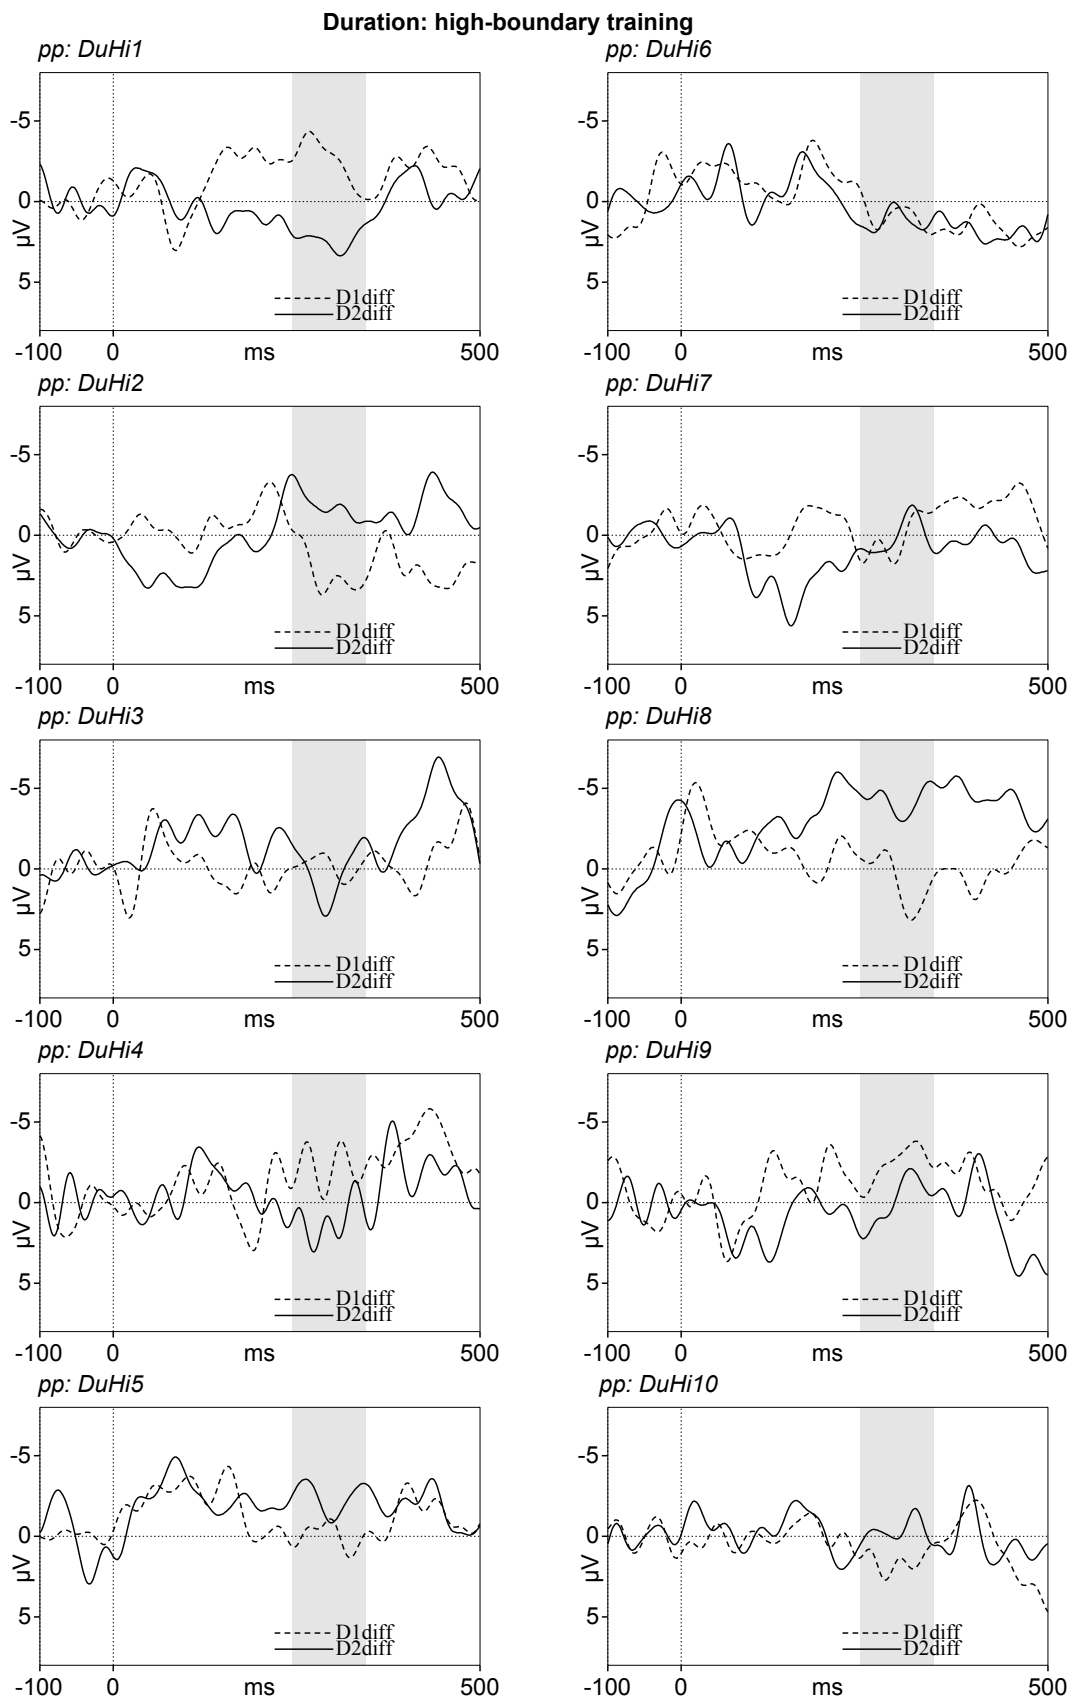 Duration: high-boundary training
pp: DuHi1
-5
0
5
µV
D1diff
D2diff
-100 0 ms 500
pp: DuHi6
-5
0
5
µV
D1diff
D2diff
-100 0 ms 500
pp: DuHi2
-5
0
5
µV
D1diff
D2diff
-100 0 ms 500
pp: DuHi7
-5
0
5
µV
D1diff
D2diff
-100 0 ms 500
pp: DuHi3
-5
0
5
µV
D1diff
D2diff
-100 0 ms 500
pp: DuHi8
-5
0
5
µV
D1diff
D2diff
-100 0 ms 500
pp: DuHi4
-5
0
5
µV
D1diff
D2diff
-100 0 ms 500
pp: DuHi9
-5
0
5
µV
D1diff
D2diff
-100 0 ms 500
pp: DuHi5
-5
0
5
µV
D1diff
D2diff
-100 0 ms 500
pp: DuHi10
-5
0
5
µV
D1diff
D2diff
-100 0 ms 500